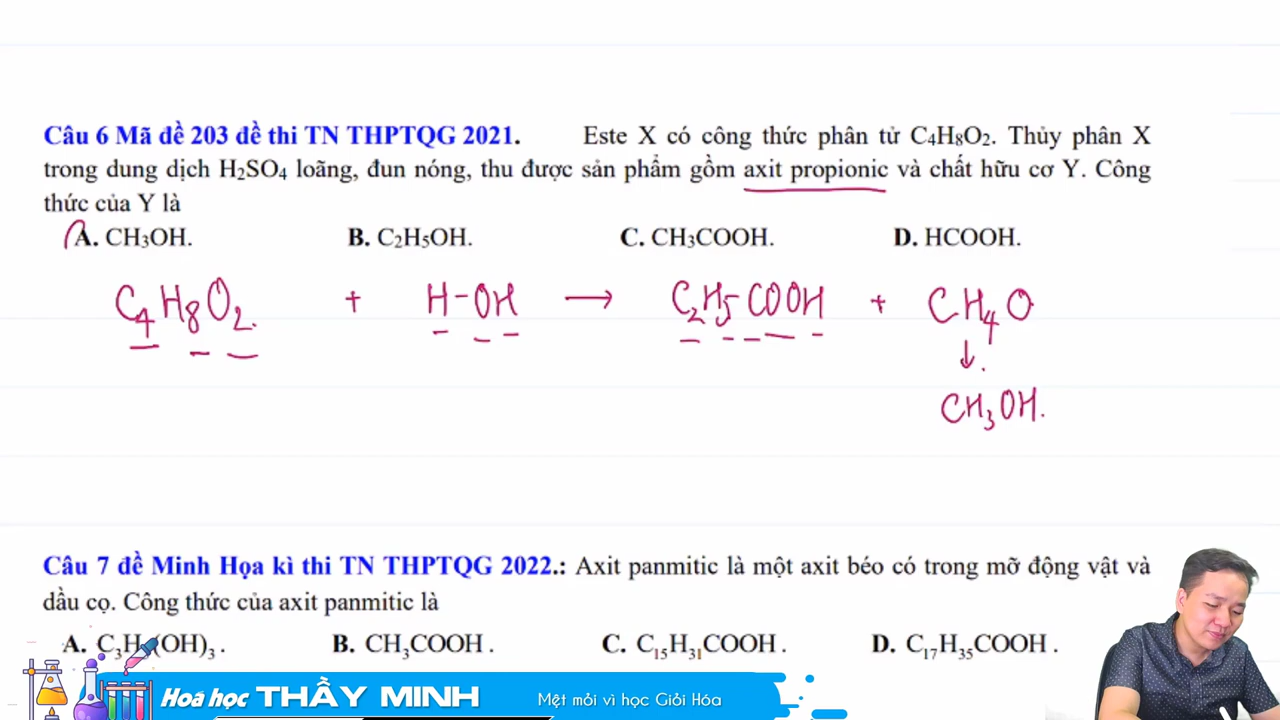 Câu 6 Mã đề 203 đề thi TN THPTQG 2021. Este X có công thức phân tử C₄H₈O₂. Thủy phân X
trong dung dịch H₂SO₄ loãng, đun nóng, thu được sản phẩm gồm axit propionic và chất hữu cơ Y. Công
thức của Y là
A. CH₃OH. B. C₂H₅OH. C. CH₃COOH. D. HCOOH.
C₄H₈O₂. + H-OH → C₂H₅COOH + CH₄O
↓
CH₃OH.
Câu 7 đề Minh Họa kì thi TN THPTQG 2022.: Axit panmitic là một axit béo có trong mỡ động vật và
dầu cọ. Công thức của axit panmitic là
A. C₃H (OH)₃. B. CH₃COOH. C. C₁₅H₃₁COOH. D. C₁₇H₃₅COOH.
Hoá học THẦY MINH Mệt mỏi vì học Giỏi Hóa